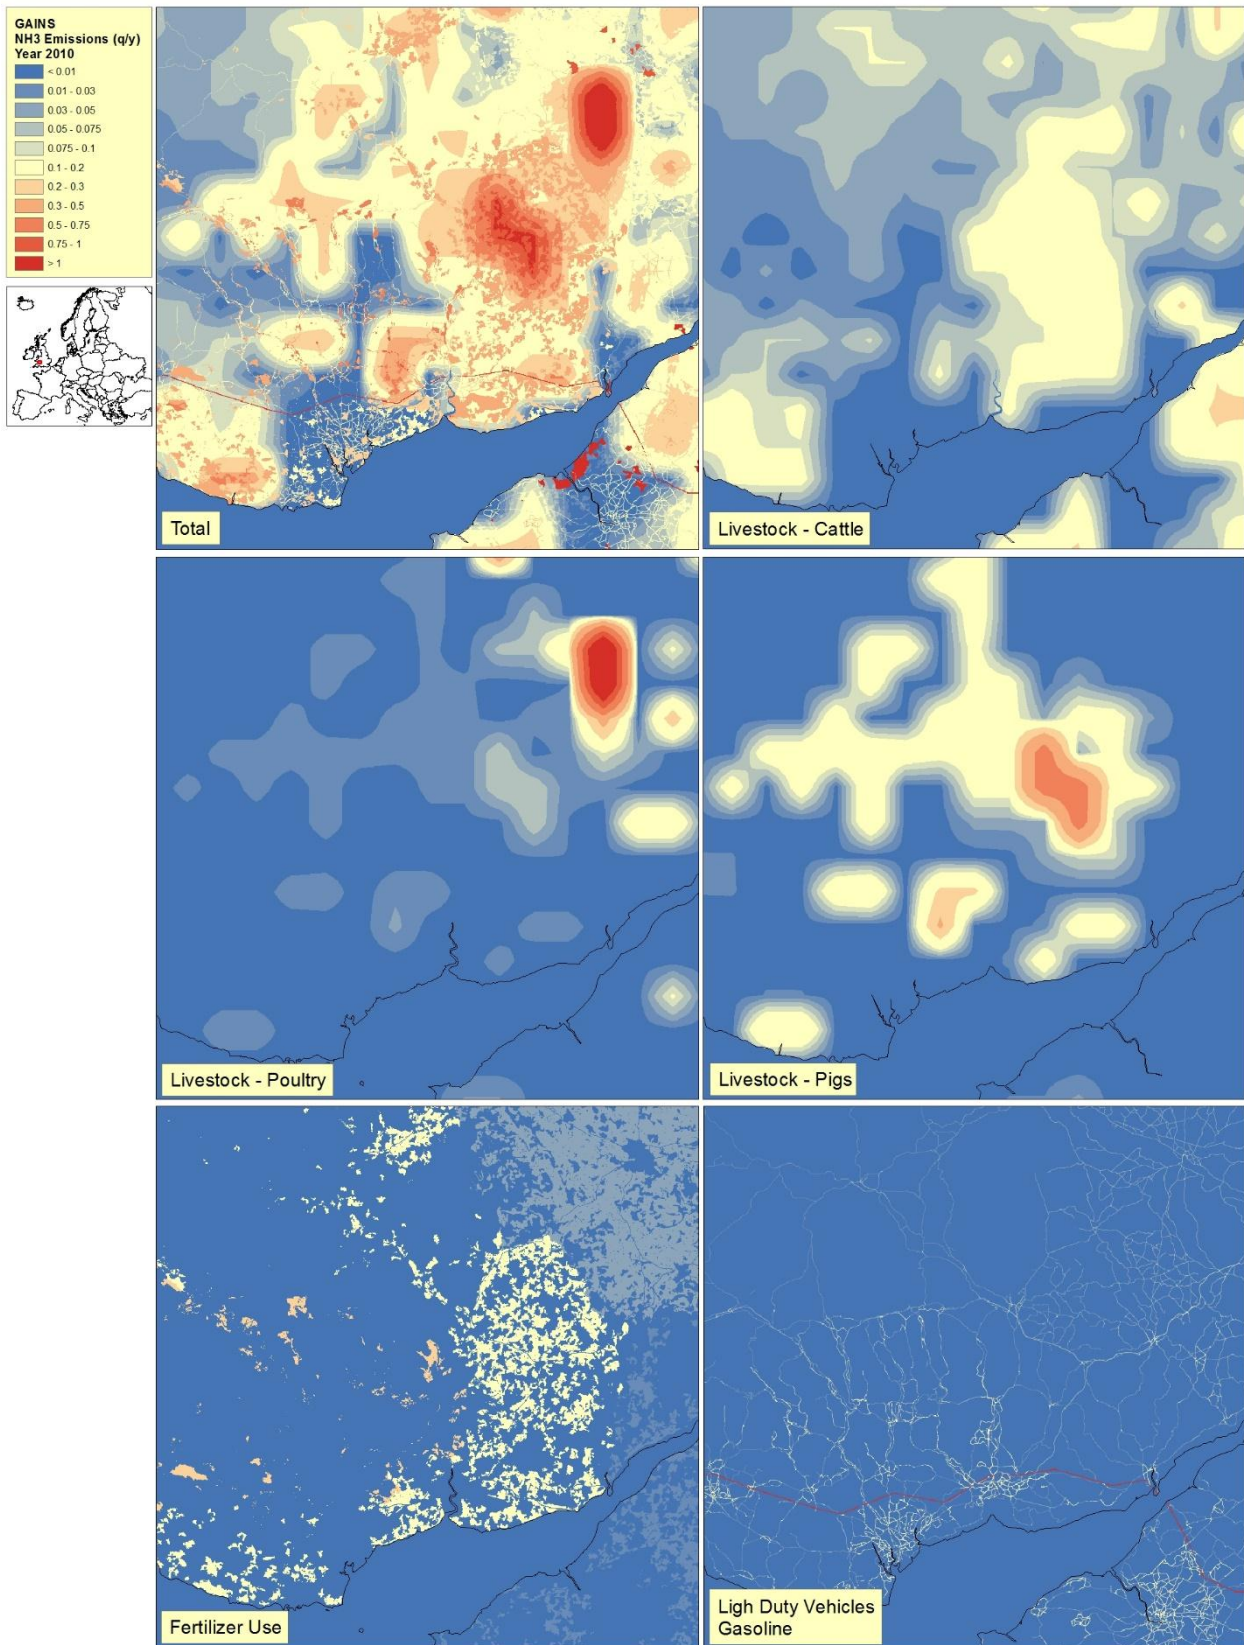 GAINS
NH3 Emissions (q/y)
Year 2010
< 0.01
0.01 - 0.03
0.03 - 0.05
0.05 - 0.075
0.075 - 0.1
0.1 - 0.2
0.2 - 0.3
0.3 - 0.5
0.5 - 0.75
0.75 - 1
> 1
Total
Livestock - Cattle
Livestock - Poultry
Livestock - Pigs
Fertilizer Use
Ligh Duty Vehicles
Gasoline